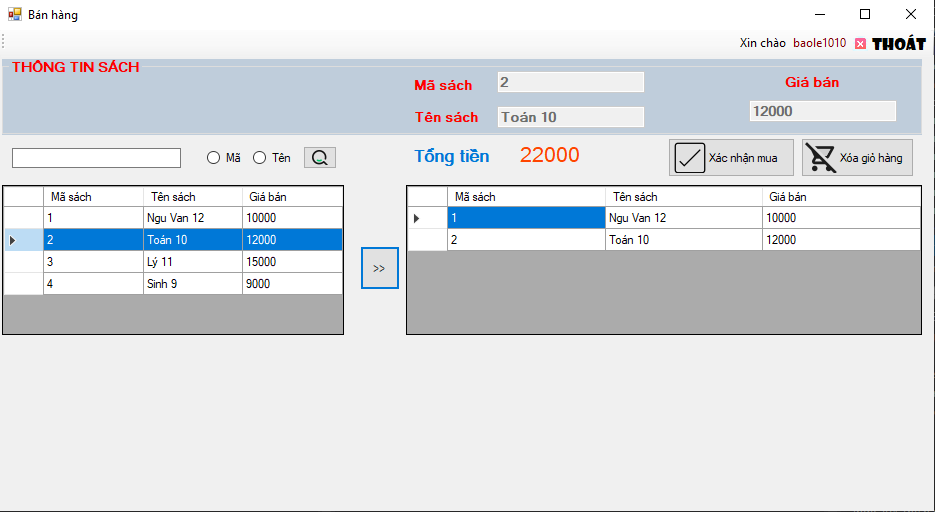 Bán hàng
Xin chào baole1010 THOÁT
THÔNG TIN SÁCH
Mã sách 2 Giá bán
Tên sách Toán 10 12000
Mã Tên Tổng tiền 22000 Xác nhận mua Xóa giỏ hàng
Mã sách Tên sách Giá bán
1 Ngu Van 12 10000
2 Toán 10 12000
3 Lý 11 15000
4 Sinh 9 9000
>>
Mã sách Tên sách Giá bán
1 Ngu Van 12 10000
2 Toán 10 12000